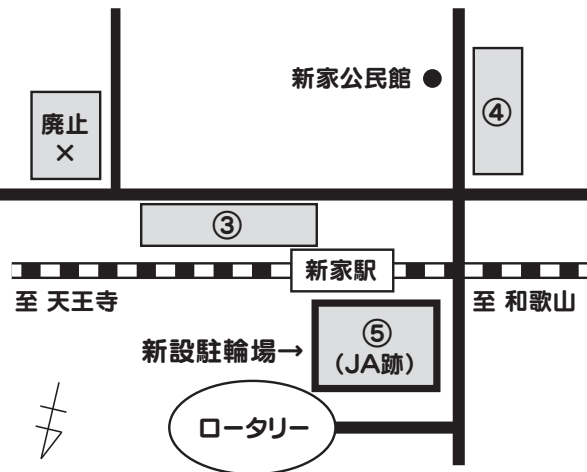 新家公民館
廃止
×
④
③
新家駅
至 天王寺
至 和歌山
新設駐輪場→
⑤
(JA跡)
ロータリー